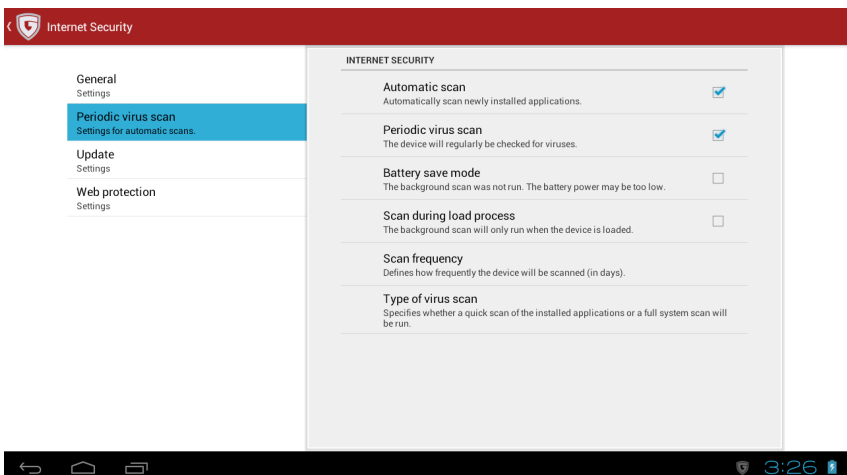 Internet Security
General
Settings
Periodic virus scan
Settings for automatic scans.
Update
Settings
Web protection
Settings
INTERNET SECURITY
Automatic scan
Automatically scan newly installed applications.
Periodic virus scan
The device will regularly be checked for viruses.
Battery save mode
The background scan was not run. The battery power may be too low.
Scan during load process
The background scan will only run when the device is loaded.
Scan frequency
Defines how frequently the device will be scanned (in days).
Type of virus scan
Specifies whether a quick scan of the installed applications or a full system scan will
be run.
3:26